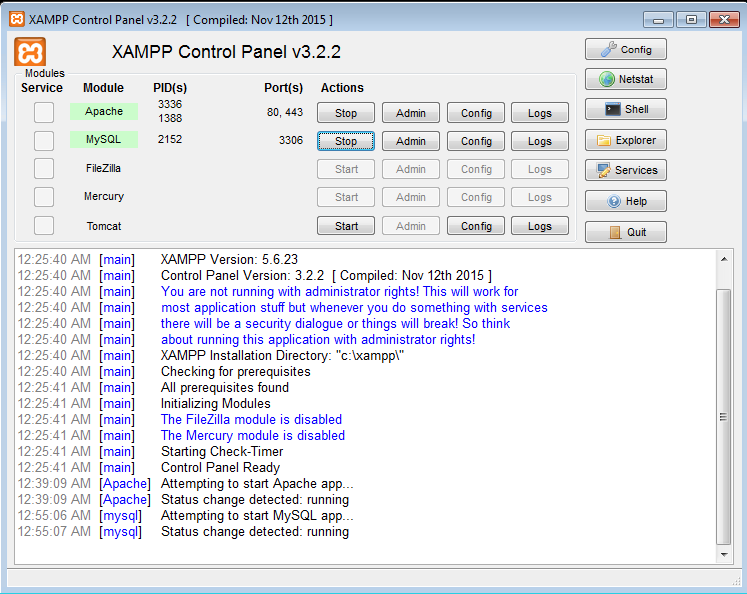 XAMPP Control Panel v3.2.2 [ Compiled: Nov 12th 2015 ]
XAMPP Control Panel v3.2.2
Config
Modules
Service Module PID(s) Port(s) Actions
Netstat
Apache 3336 1388 80, 443 Stop Admin Config Logs
Shell
MySQL 2152 3306 Stop Admin Config Logs
Explorer
FileZilla Start Admin Config Logs
Services
Mercury Start Admin Config Logs
Help
Tomcat Start Admin Config Logs
Quit
12:25:40 AM [main] XAMPP Version: 5.6.23
12:25:40 AM [main] Control Panel Version: 3.2.2 [ Compiled: Nov 12th 2015 ]
12:25:40 AM [main] You are not running with administrator rights! This will work for
12:25:40 AM [main] most application stuff but whenever you do something with services
12:25:40 AM [main] there will be a security dialogue or things will break! So think
12:25:40 AM [main] about running this application with administrator rights!
12:25:40 AM [main] XAMPP Installation Directory: "c:\xampp\"
12:25:40 AM [main] Checking for prerequisites
12:25:41 AM [main] All prerequisites found
12:25:41 AM [main] Initializing Modules
12:25:41 AM [main] The FileZilla module is disabled
12:25:41 AM [main] The Mercury module is disabled
12:25:41 AM [main] Starting Check-Timer
12:25:41 AM [main] Control Panel Ready
12:39:09 AM [Apache] Attempting to start Apache app...
12:39:09 AM [Apache] Status change detected: running
12:55:06 AM [mysql] Attempting to start MySQL app...
12:55:07 AM [mysql] Status change detected: running